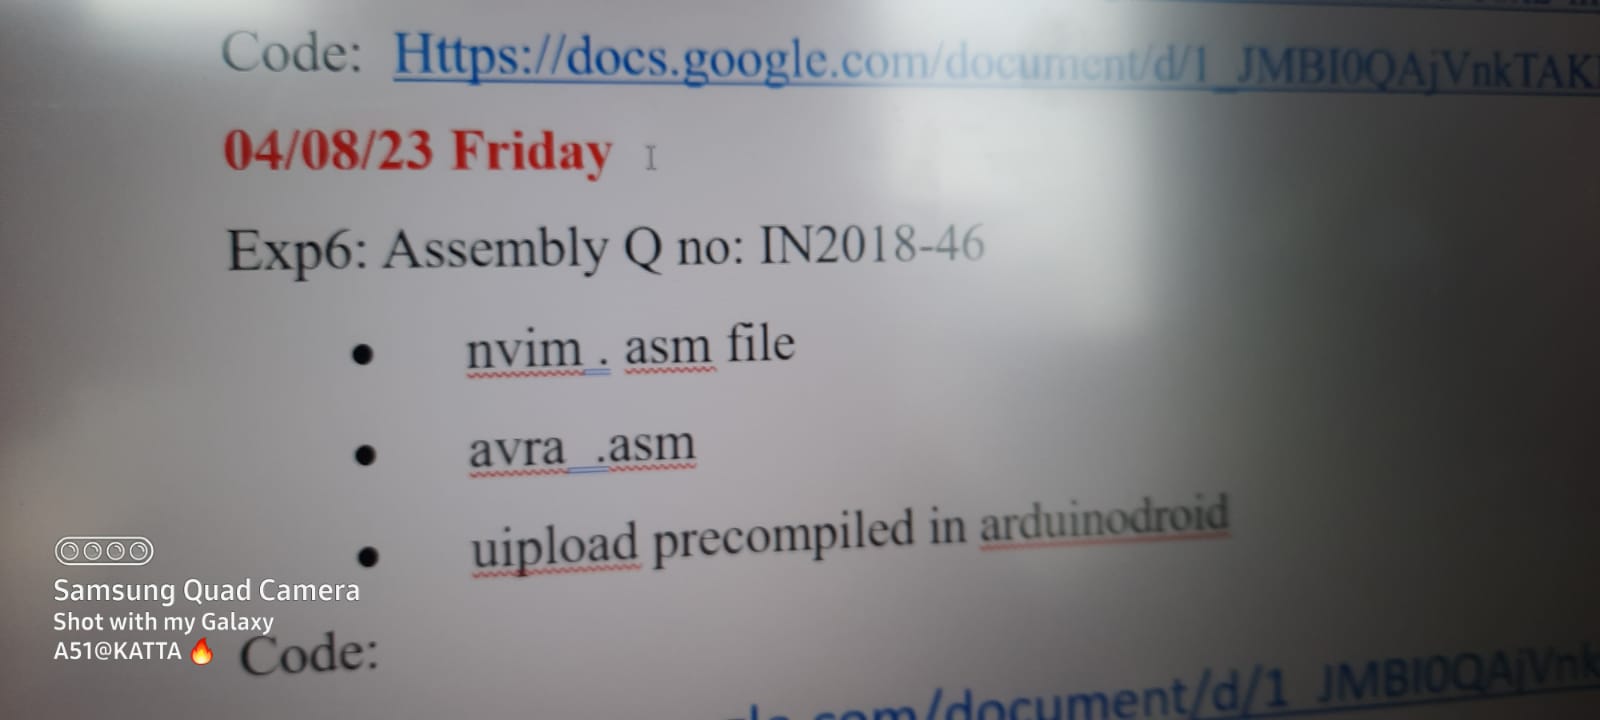 Code: Https://docs.google.com/document/d/1_JMBI0QAjVnkTAK
04/08/23 Friday
Exp6: Assembly Q no: IN2018-46
• nvim . asm file
• avra .asm
• uipload precompiled in arduinodroid
Code:
.com/document/d/1_JMBI0QAjVnk
Samsung Quad Camera
Shot with my Galaxy
A51@KATTA 🔥